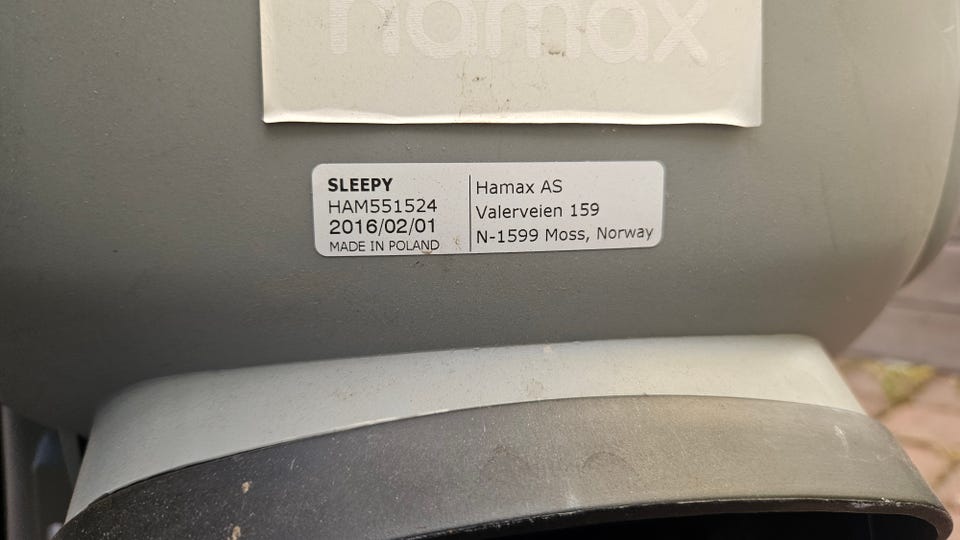 hamax
SLEEPY
HAM551524
2016/02/01
MADE IN POLAND
Hamax AS
Valerveien 159
N-1599 Moss, Norway